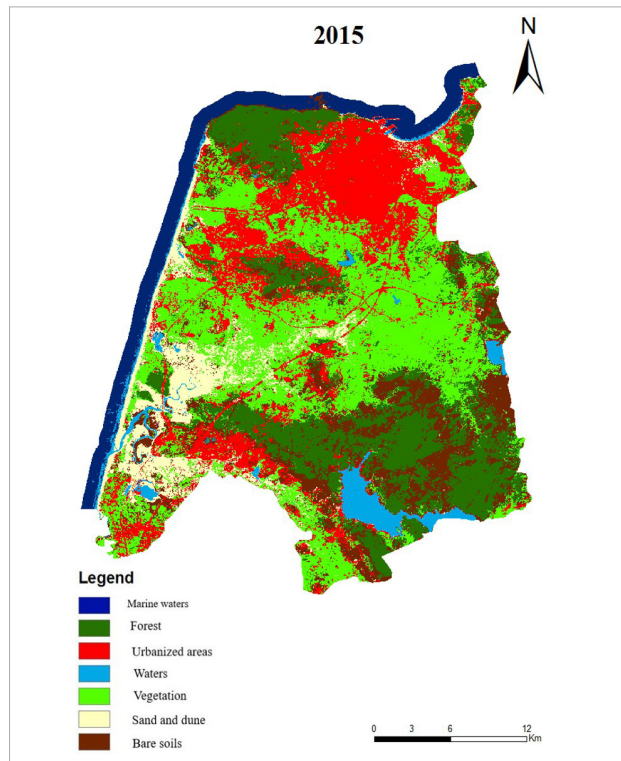 2015
N
Legend
Marine waters
Forest
Urbanized areas
Waters
Vegetation
Sand and dune
Bare soils
0 3 6 12
Km